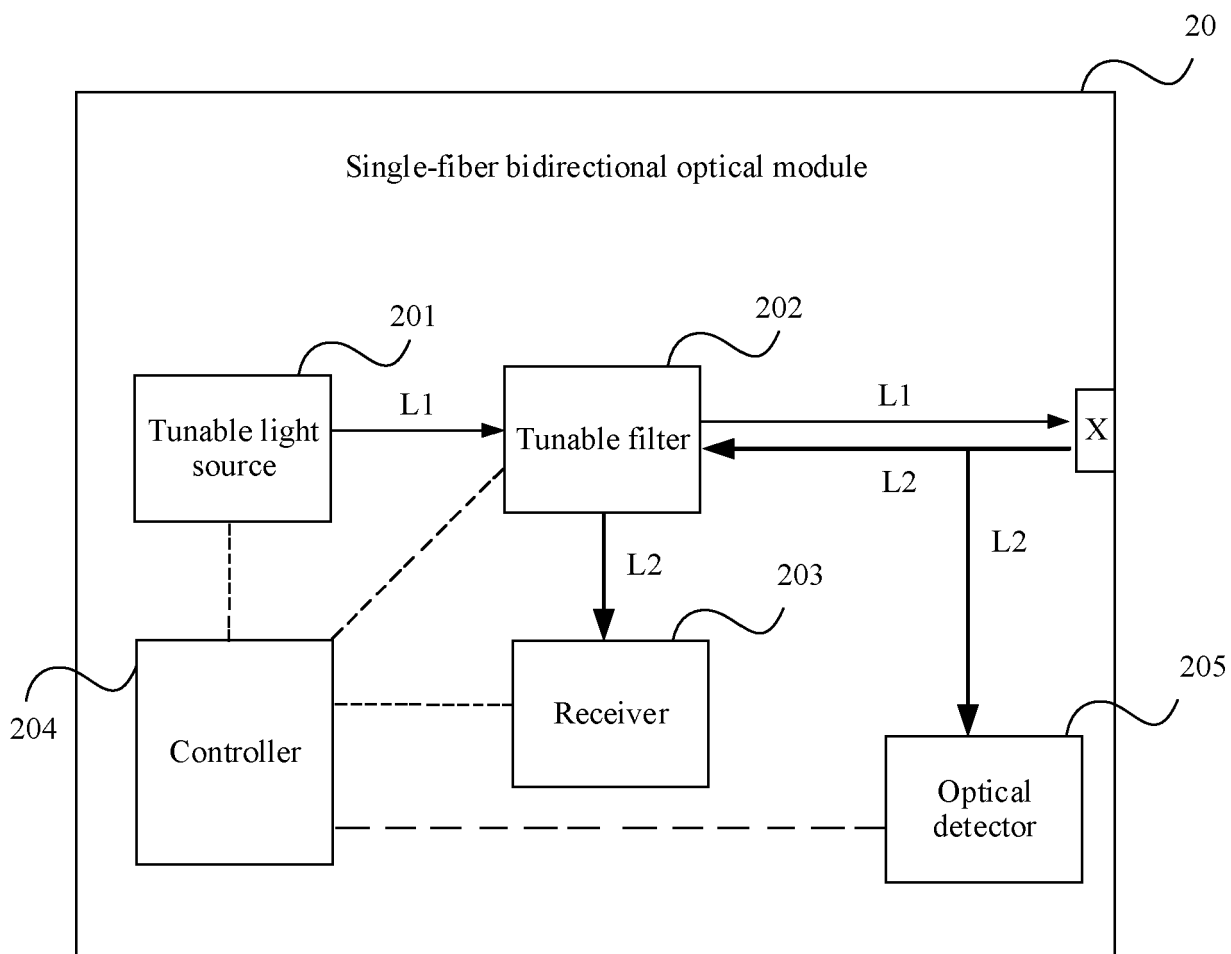 20
Single-fiber bidirectional optical module
201
202
Tunable light
source
L1
Tunable filter
L1
X
L2
L2
L2
203
204
Controller
Receiver
205
Optical
detector